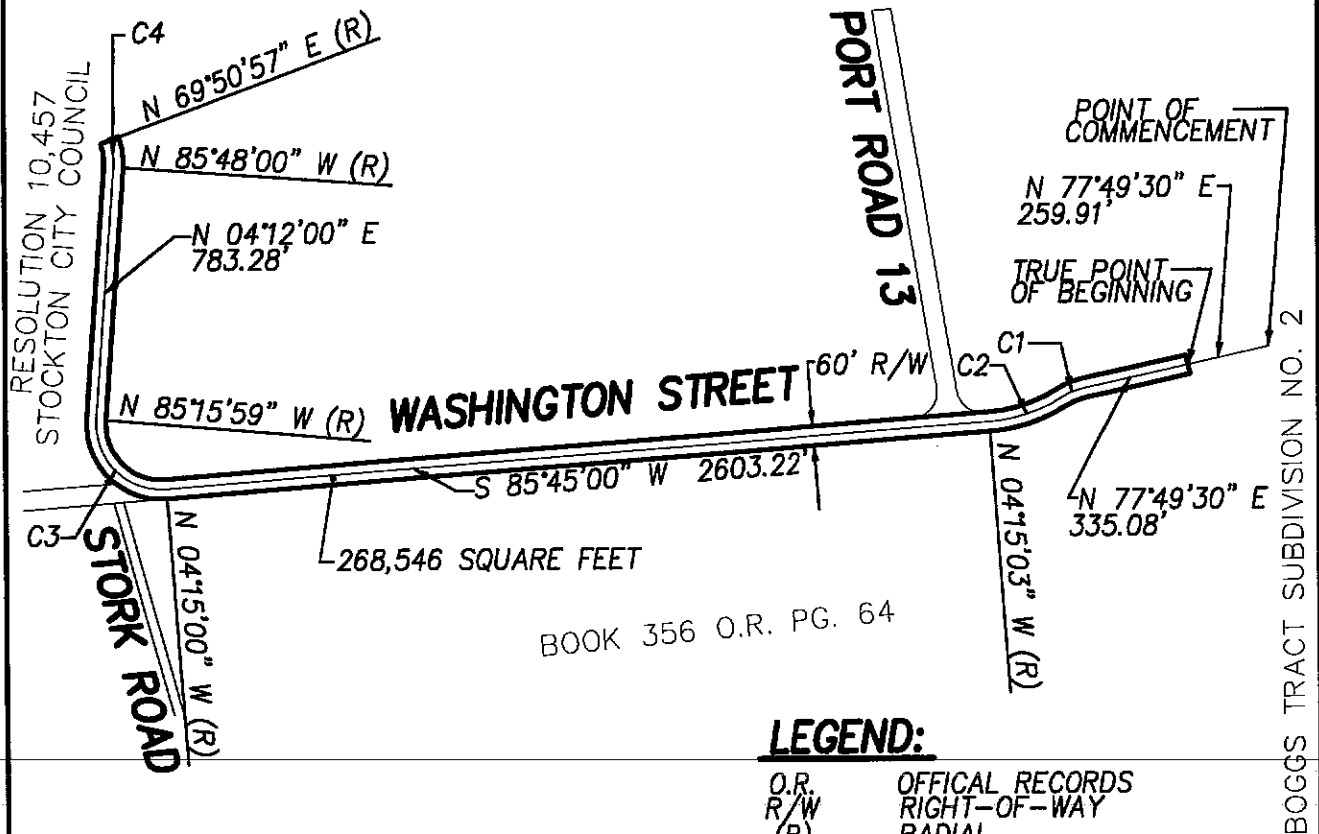 C4
N 69°50'57" E (R)
RESOLUTION 10,457
STOCKTON CITY COUNCIL
N 85°48'00" W (R)
N 04°12'00" E
783.28'
PORT ROAD 13
POINT OF
COMMENCEMENT
N 77°49'30" E
259.91'
TRUE POINT
OF BEGINNING
C1
C2
60' R/W
N 85°15'59" W (R)
WASHINGTON STREET
S 85°45'00" W 2603.22'
N 77°49'30" E
335.08'
C3
STORK ROAD
N 04°15'00" W (R)
268,546 SQUARE FEET
N 04°15'03" W (R)
BOOK 356 O.R. PG. 64
BOGGS TRACT SUBDIVISION NO. 2
LEGEND:
O.R. OFFICAL RECORDS
R/W RIGHT-OF-WAY
(R) RADIAL